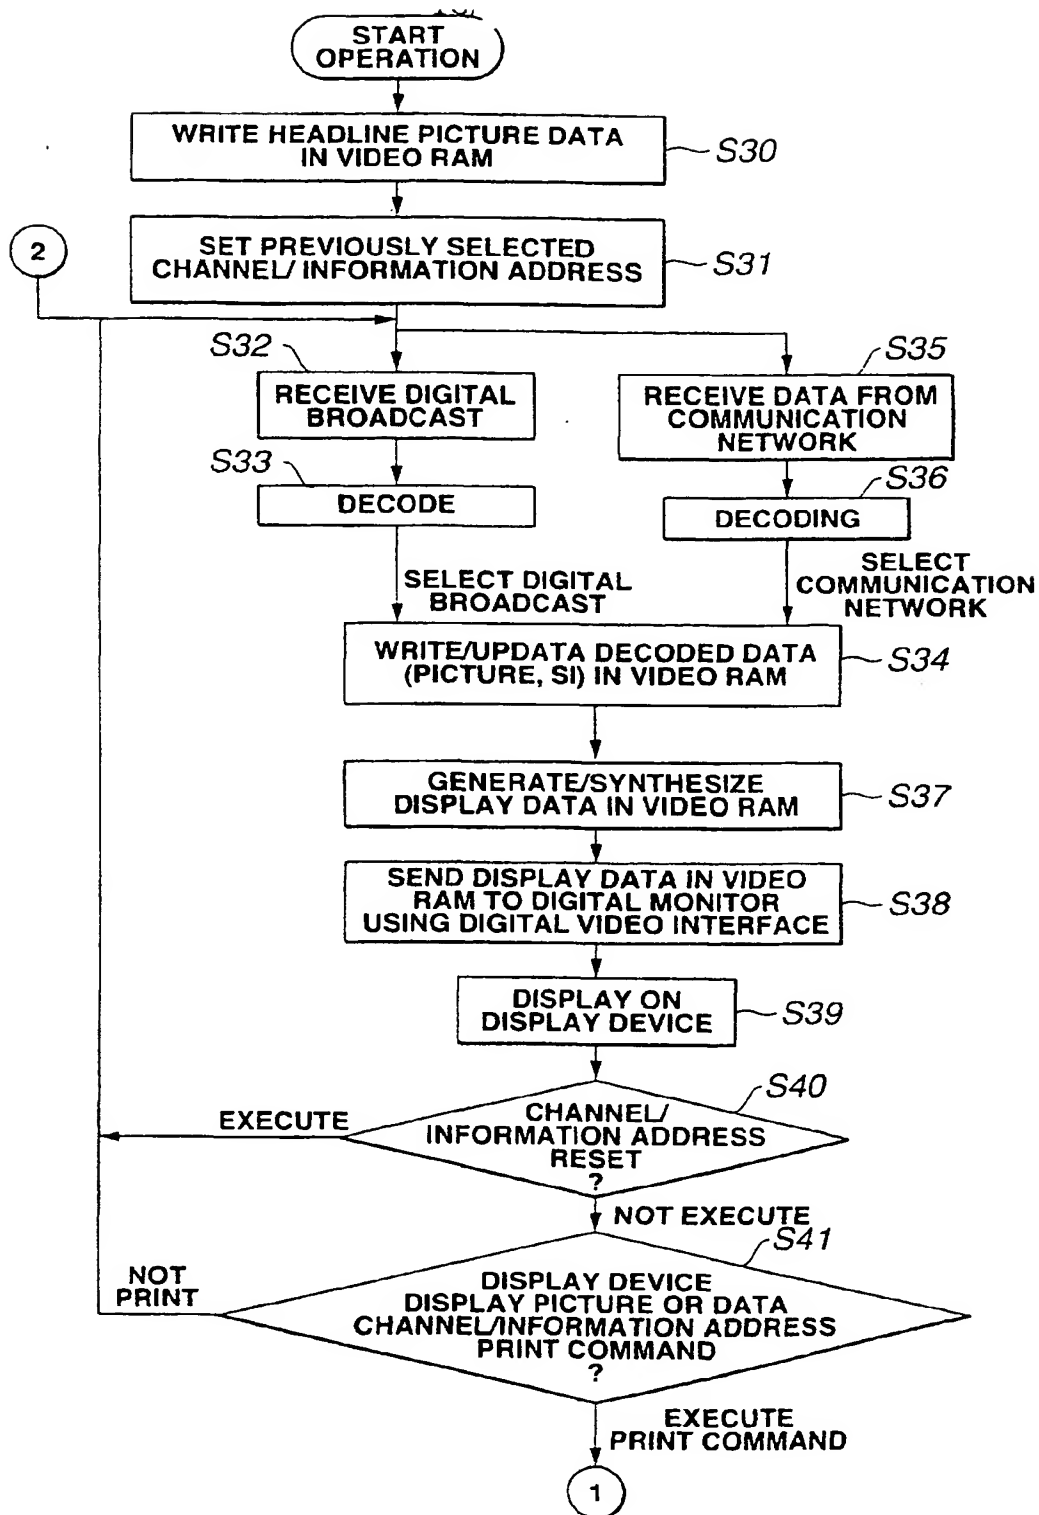 START
OPERATION
WRITE HEADLINE PICTURE DATA
IN VIDEO RAM
S30
2
SET PREVIOUSLY SELECTED
CHANNEL/ INFORMATION ADDRESS
S31
S32
RECEIVE DIGITAL
BROADCAST
S35
RECEIVE DATA FROM
COMMUNICATION
NETWORK
S33
DECODE
S36
DECODING
SELECT DIGITAL
BROADCAST
SELECT
COMMUNICATION
NETWORK
WRITE/UPDATA DECODED DATA
(PICTURE, SI) IN VIDEO RAM
S34
GENERATE/SYNTHESIZE
DISPLAY DATA IN VIDEO RAM
S37
SEND DISPLAY DATA IN VIDEO
RAM TO DIGITAL MONITOR
USING DIGITAL VIDEO INTERFACE
S38
DISPLAY ON
DISPLAY DEVICE
S39
S40
CHANNEL/
INFORMATION ADDRESS
RESET
?
EXECUTE
NOT EXECUTE
S41
DISPLAY DEVICE
DISPLAY PICTURE OR DATA
CHANNEL/INFORMATION ADDRESS
PRINT COMMAND
?
NOT
PRINT
EXECUTE
PRINT COMMAND
1